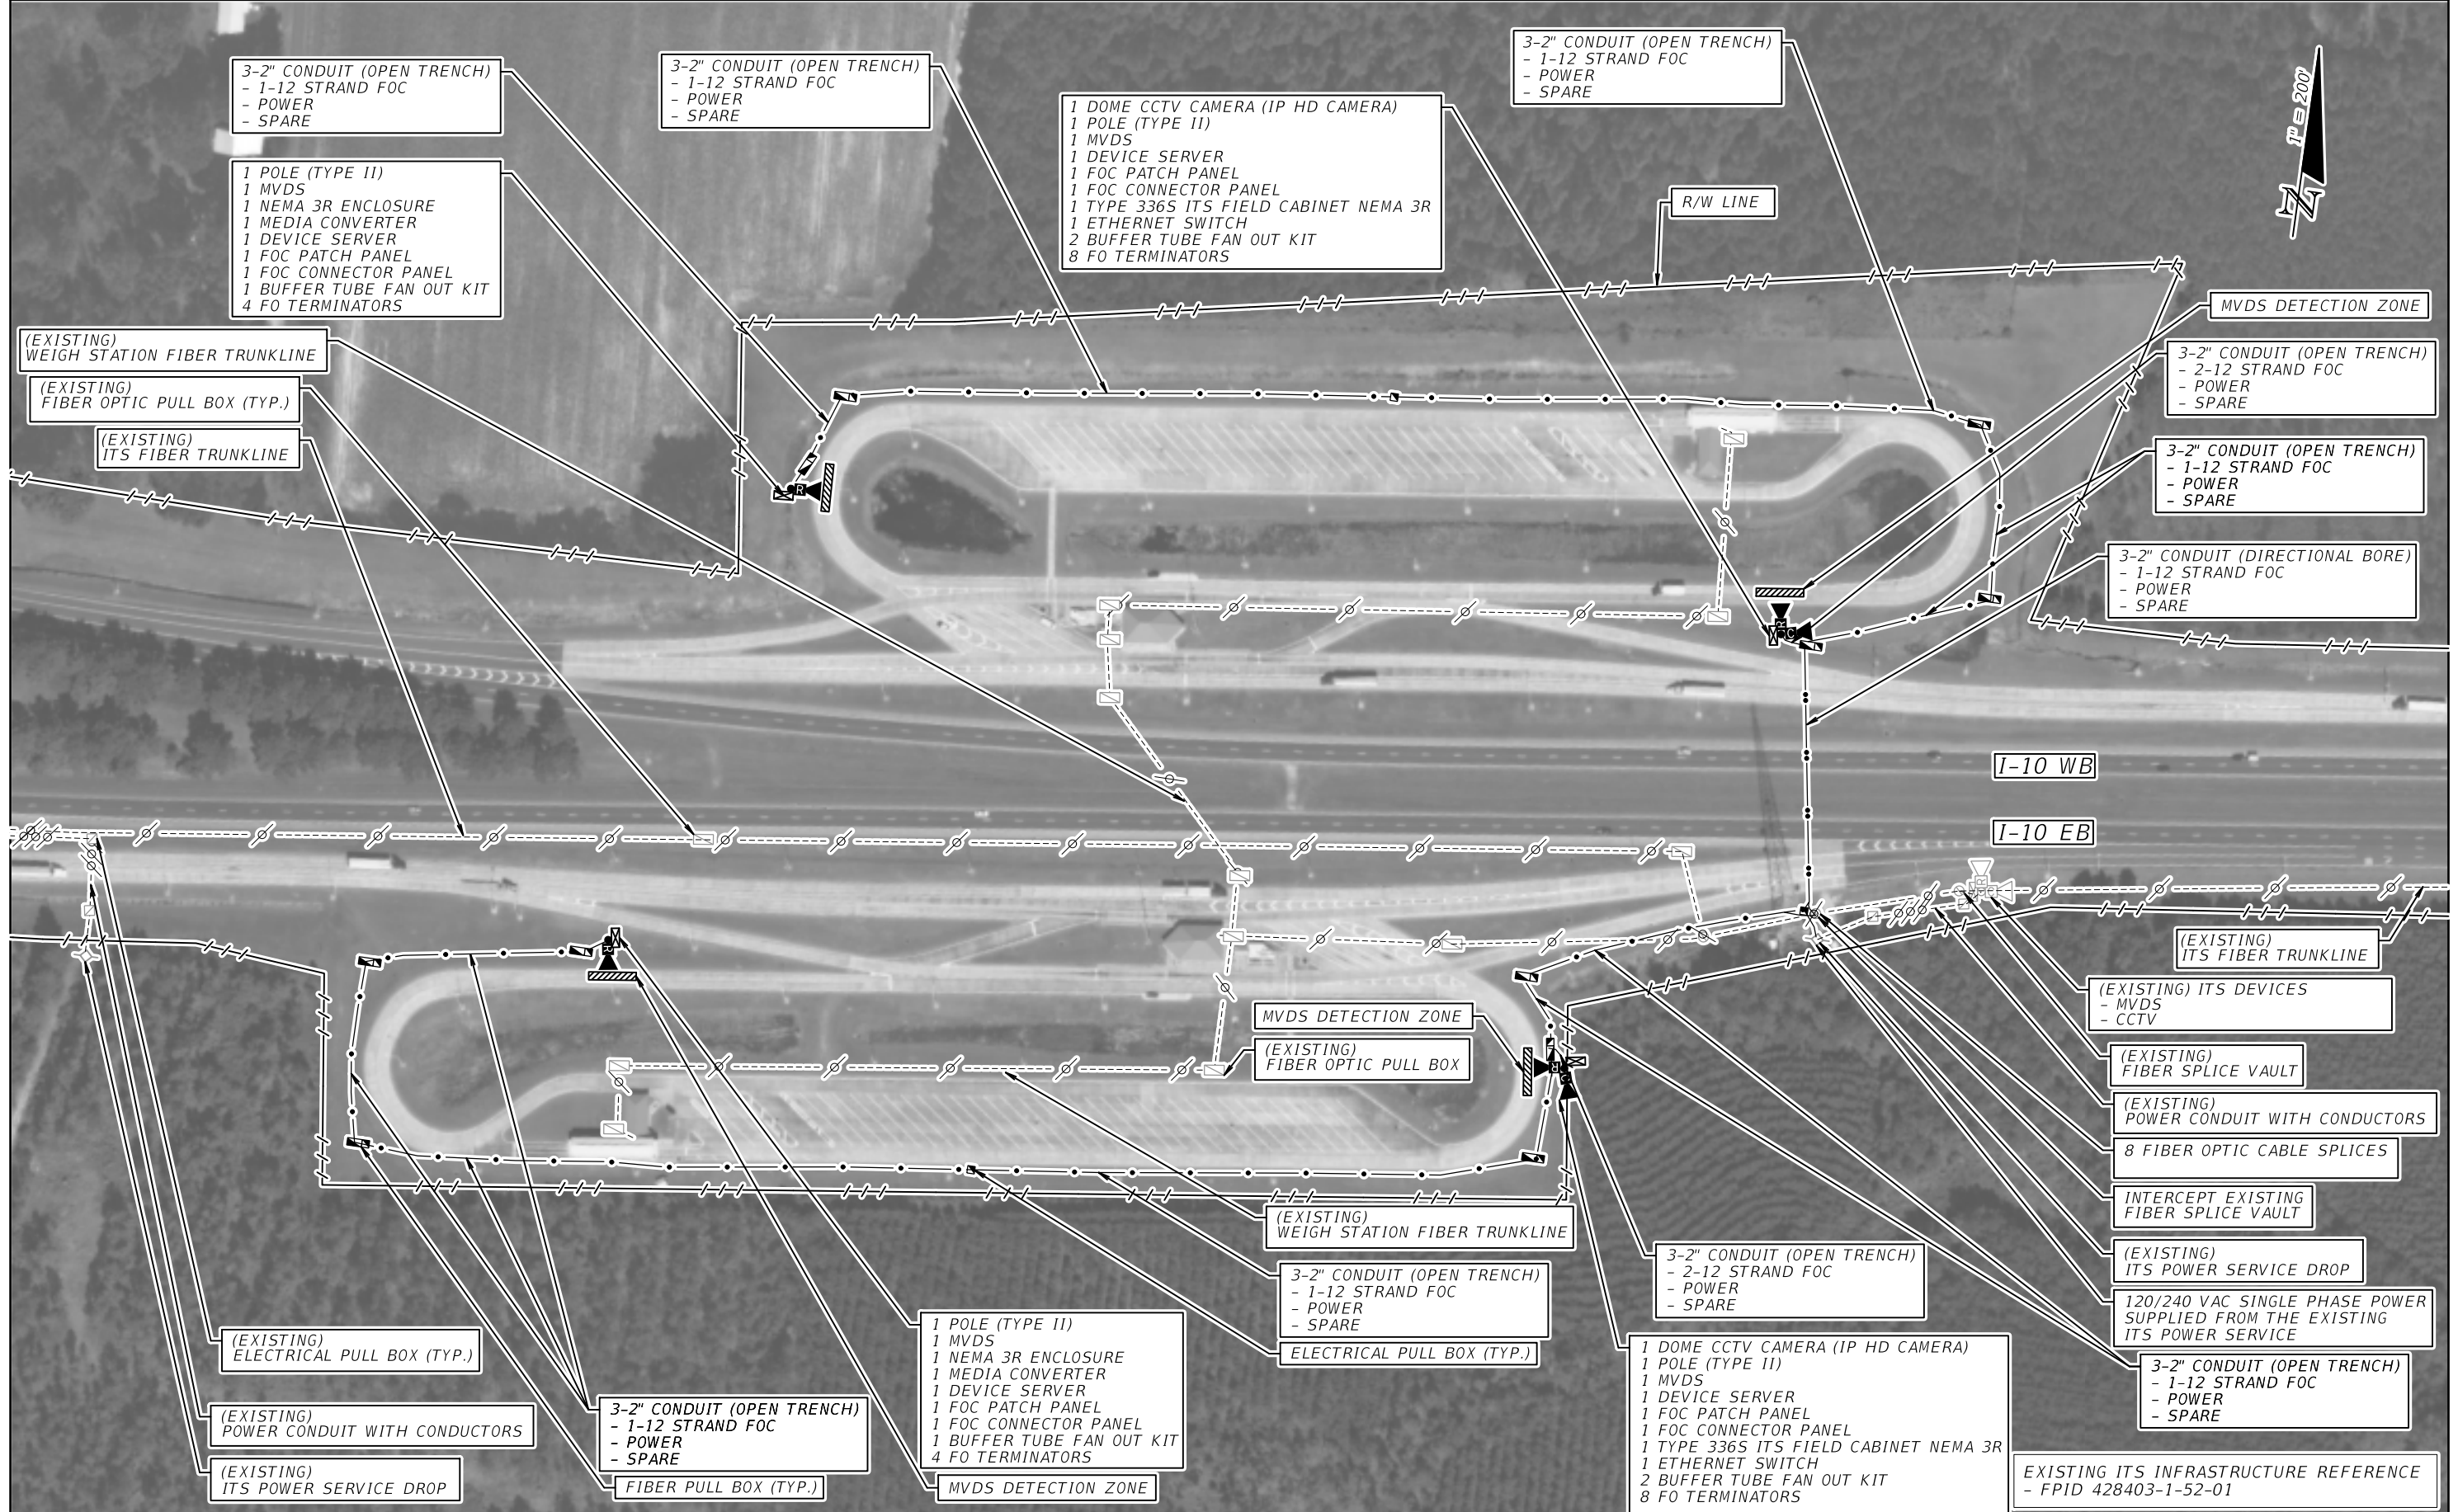 3-2" CONDUIT (OPEN TRENCH)
- 1-12 STRAND FOC
- POWER
- SPARE
3-2" CONDUIT (OPEN TRENCH)
- 1-12 STRAND FOC
- POWER
- SPARE
1 DOME CCTV CAMERA (IP HD CAMERA)
1 POLE (TYPE II)
1 MVDS
1 DEVICE SERVER
1 FOC PATCH PANEL
1 FOC CONNECTOR PANEL
1 TYPE 336S ITS FIELD CABINET NEMA 3R
1 ETHERNET SWITCH
2 BUFFER TUBE FAN OUT KIT
8 FO TERMINATORS
3-2" CONDUIT (OPEN TRENCH)
- 1-12 STRAND FOC
- POWER
- SPARE
1" = 200'
N
R/W LINE
1 POLE (TYPE II)
1 MVDS
1 NEMA 3R ENCLOSURE
1 MEDIA CONVERTER
1 DEVICE SERVER
1 FOC PATCH PANEL
1 FOC CONNECTOR PANEL
1 BUFFER TUBE FAN OUT KIT
4 FO TERMINATORS
(EXISTING)
WEIGH STATION FIBER TRUNKLINE
(EXISTING)
FIBER OPTIC PULL BOX (TYP.)
(EXISTING)
ITS FIBER TRUNKLINE
MVDS DETECTION ZONE
3-2" CONDUIT (OPEN TRENCH)
- 2-12 STRAND FOC
- POWER
- SPARE
3-2" CONDUIT (OPEN TRENCH)
- 1-12 STRAND FOC
- POWER
- SPARE
3-2" CONDUIT (DIRECTIONAL BORE)
- 1-12 STRAND FOC
- POWER
- SPARE
R
R
C
I-10 WB
I-10 EB
R
R
C
(EXISTING)
ITS FIBER TRUNKLINE
(EXISTING) ITS DEVICES
- MVDS
- CCTV
(EXISTING)
FIBER SPLICE VAULT
(EXISTING)
POWER CONDUIT WITH CONDUCTORS
8 FIBER OPTIC CABLE SPLICES
INTERCEPT EXISTING
FIBER SPLICE VAULT
(EXISTING)
ITS POWER SERVICE DROP
120/240 VAC SINGLE PHASE POWER
SUPPLIED FROM THE EXISTING
ITS POWER SERVICE
3-2" CONDUIT (OPEN TRENCH)
- 1-12 STRAND FOC
- POWER
- SPARE
MVDS DETECTION ZONE
(EXISTING)
FIBER OPTIC PULL BOX
(EXISTING)
WEIGH STATION FIBER TRUNKLINE
3-2" CONDUIT (OPEN TRENCH)
- 1-12 STRAND FOC
- POWER
- SPARE
ELECTRICAL PULL BOX (TYP.)
3-2" CONDUIT (OPEN TRENCH)
- 2-12 STRAND FOC
- POWER
- SPARE
1 DOME CCTV CAMERA (IP HD CAMERA)
1 POLE (TYPE II)
1 MVDS
1 DEVICE SERVER
1 FOC PATCH PANEL
1 FOC CONNECTOR PANEL
1 TYPE 336S ITS FIELD CABINET NEMA 3R
1 ETHERNET SWITCH
2 BUFFER TUBE FAN OUT KIT
8 FO TERMINATORS
1 POLE (TYPE II)
1 MVDS
1 NEMA 3R ENCLOSURE
1 MEDIA CONVERTER
1 DEVICE SERVER
1 FOC PATCH PANEL
1 FOC CONNECTOR PANEL
1 BUFFER TUBE FAN OUT KIT
4 FO TERMINATORS
MVDS DETECTION ZONE
3-2" CONDUIT (OPEN TRENCH)
- 1-12 STRAND FOC
- POWER
- SPARE
FIBER PULL BOX (TYP.)
(EXISTING)
ELECTRICAL PULL BOX (TYP.)
(EXISTING)
POWER CONDUIT WITH CONDUCTORS
(EXISTING)
ITS POWER SERVICE DROP
EXISTING ITS INFRASTRUCTURE REFERENCE
- FPID 428403-1-52-01